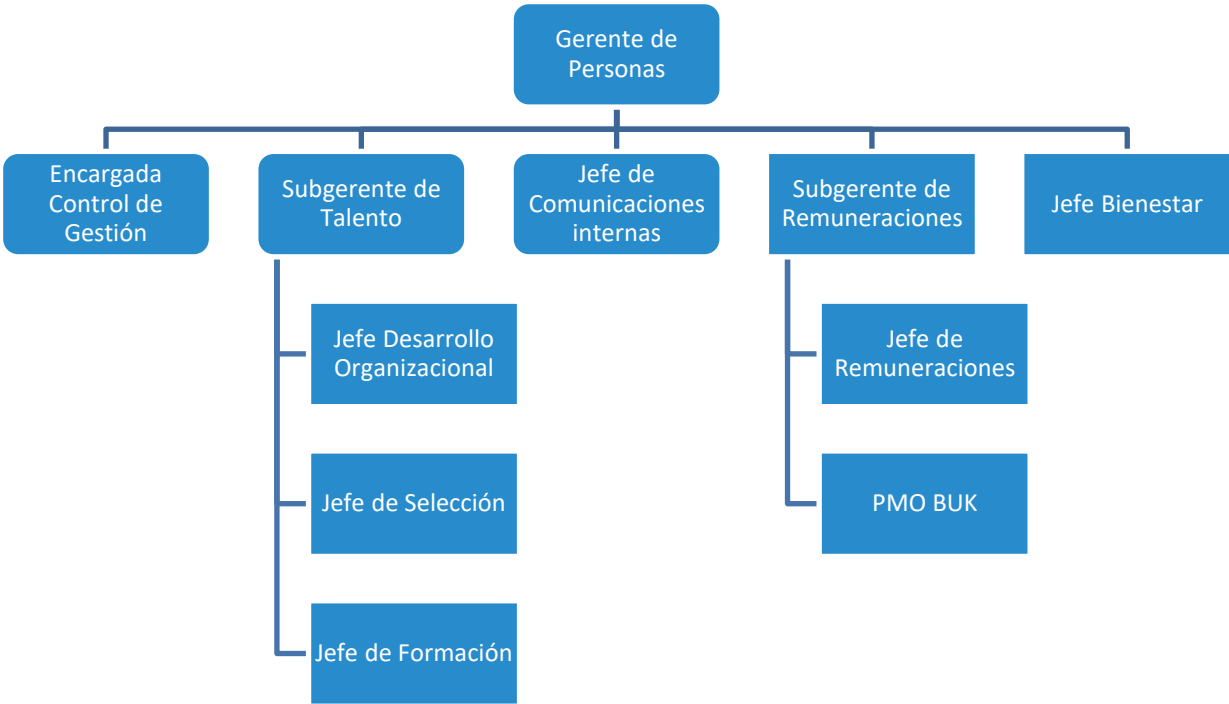 Gerente de
Personas
Encargada
Control de
Gestión
Subgerente de
Talento
Jefe de
Comunicaciones
internas
Subgerente de
Remuneraciones
Jefe Bienestar
Jefe Desarrollo
Organizacional
Jefe de Selección
Jefe de Formación
Jefe de
Remuneraciones
PMO BUK